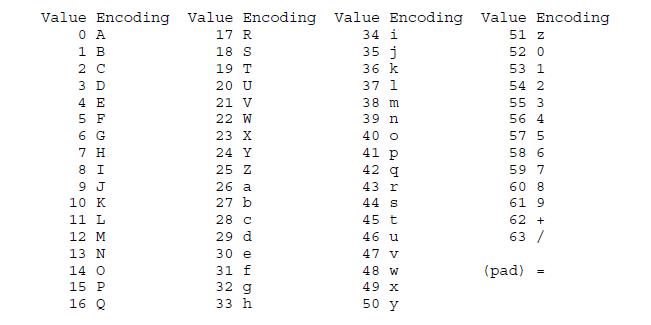 Value Encoding  Value Encoding  Value Encoding  Value Encoding
    0 A            17 R            34 i            51 z
    1 B            18 S            35 j            52 0
    2 C            19 T            36 k            53 1
    3 D            20 U            37 l            54 2
    4 E            21 V            38 m            55 3
    5 F            22 W            39 n            56 4
    6 G            23 X            40 o            57 5
    7 H            24 Y            41 p            58 6
    8 I            25 Z            42 q            59 7
    9 J            26 a            43 r            60 8
   10 K            27 b            44 s            61 9
   11 L            28 c            45 t            62 +
   12 M            29 d            46 u            63 /
   13 N            30 e            47 v
   14 O            31 f            48 w         (pad) =
   15 P            32 g            49 x
   16 Q            33 h            50 y